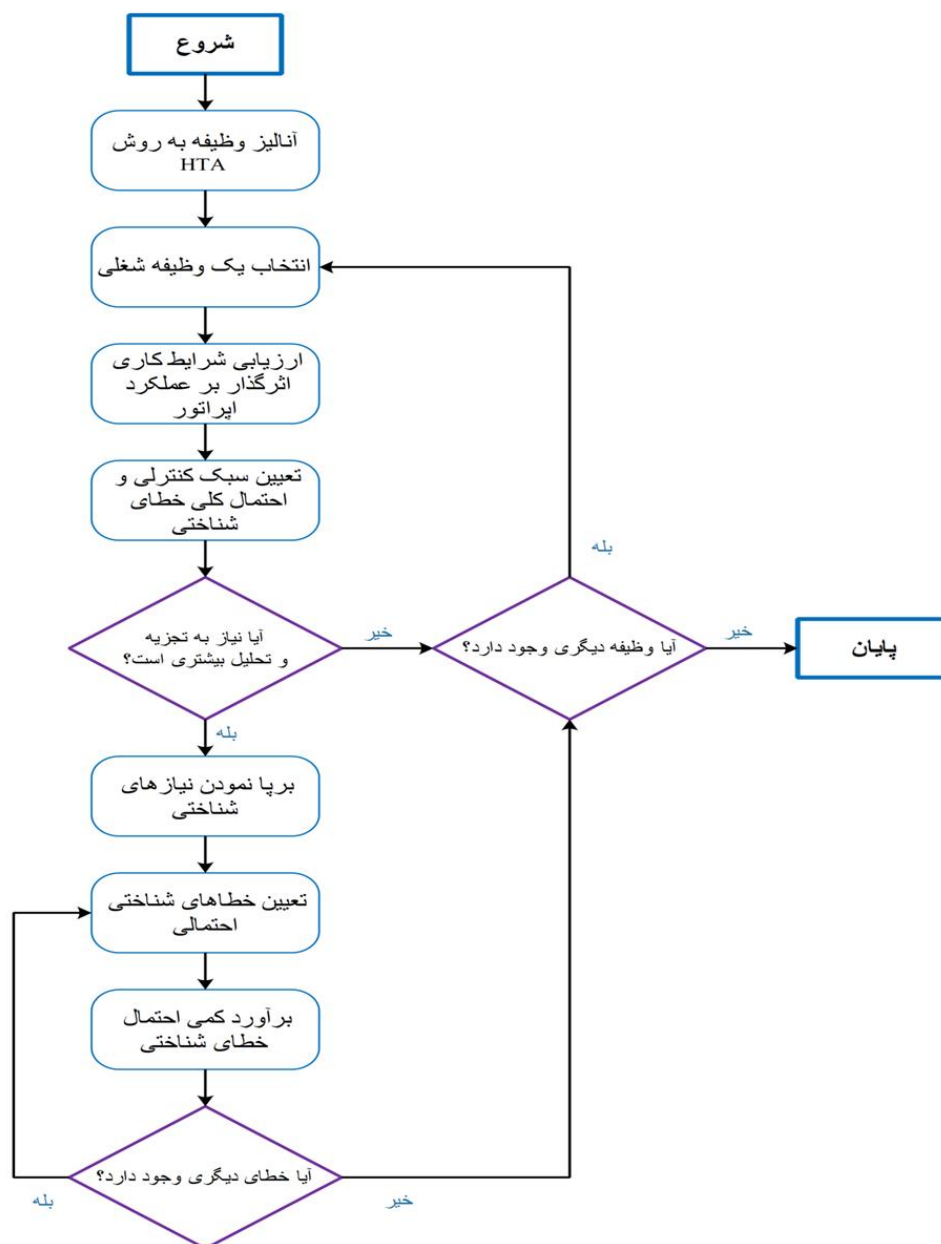 شروع
آنالیز وظیفه به روش
HTA
انتخاب یک وظیفه شغلی
ارزیابی شرایط کاری
اثرگذار بر عملکرد
اپراتور
تعیین سبک کنترلی و
احتمال کلی خطای
شناختی
بله
آیا نیاز به تجزیه
و تحلیل بیشتری است؟
خیر
آیا وظیفه دیگری وجود دارد؟
خیر
پایان
بله
برپا نمودن نیازهای
شناختی
تعیین خطاهای شناختی
احتمالی
برآورد کمی احتمال
خطای شناختی
آیا خطای دیگری وجود دارد؟
بله
خیر